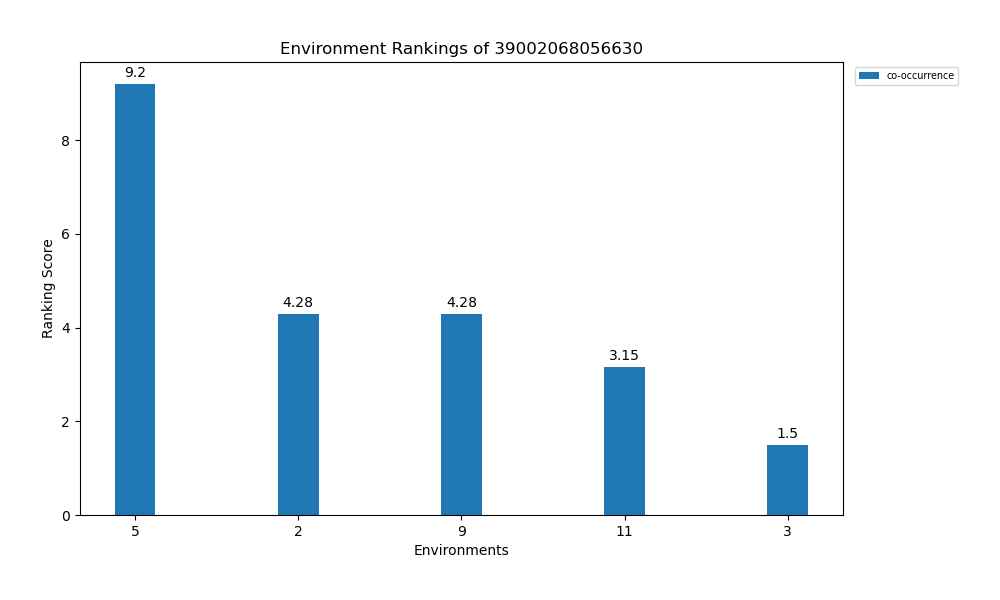 Environment Rankings of 39002068056630
co-occurrence
9.2
4.28
4.28
3.15
1.5
Ranking Score
8
6
4
2
0
5 2 9 11 3
Environments